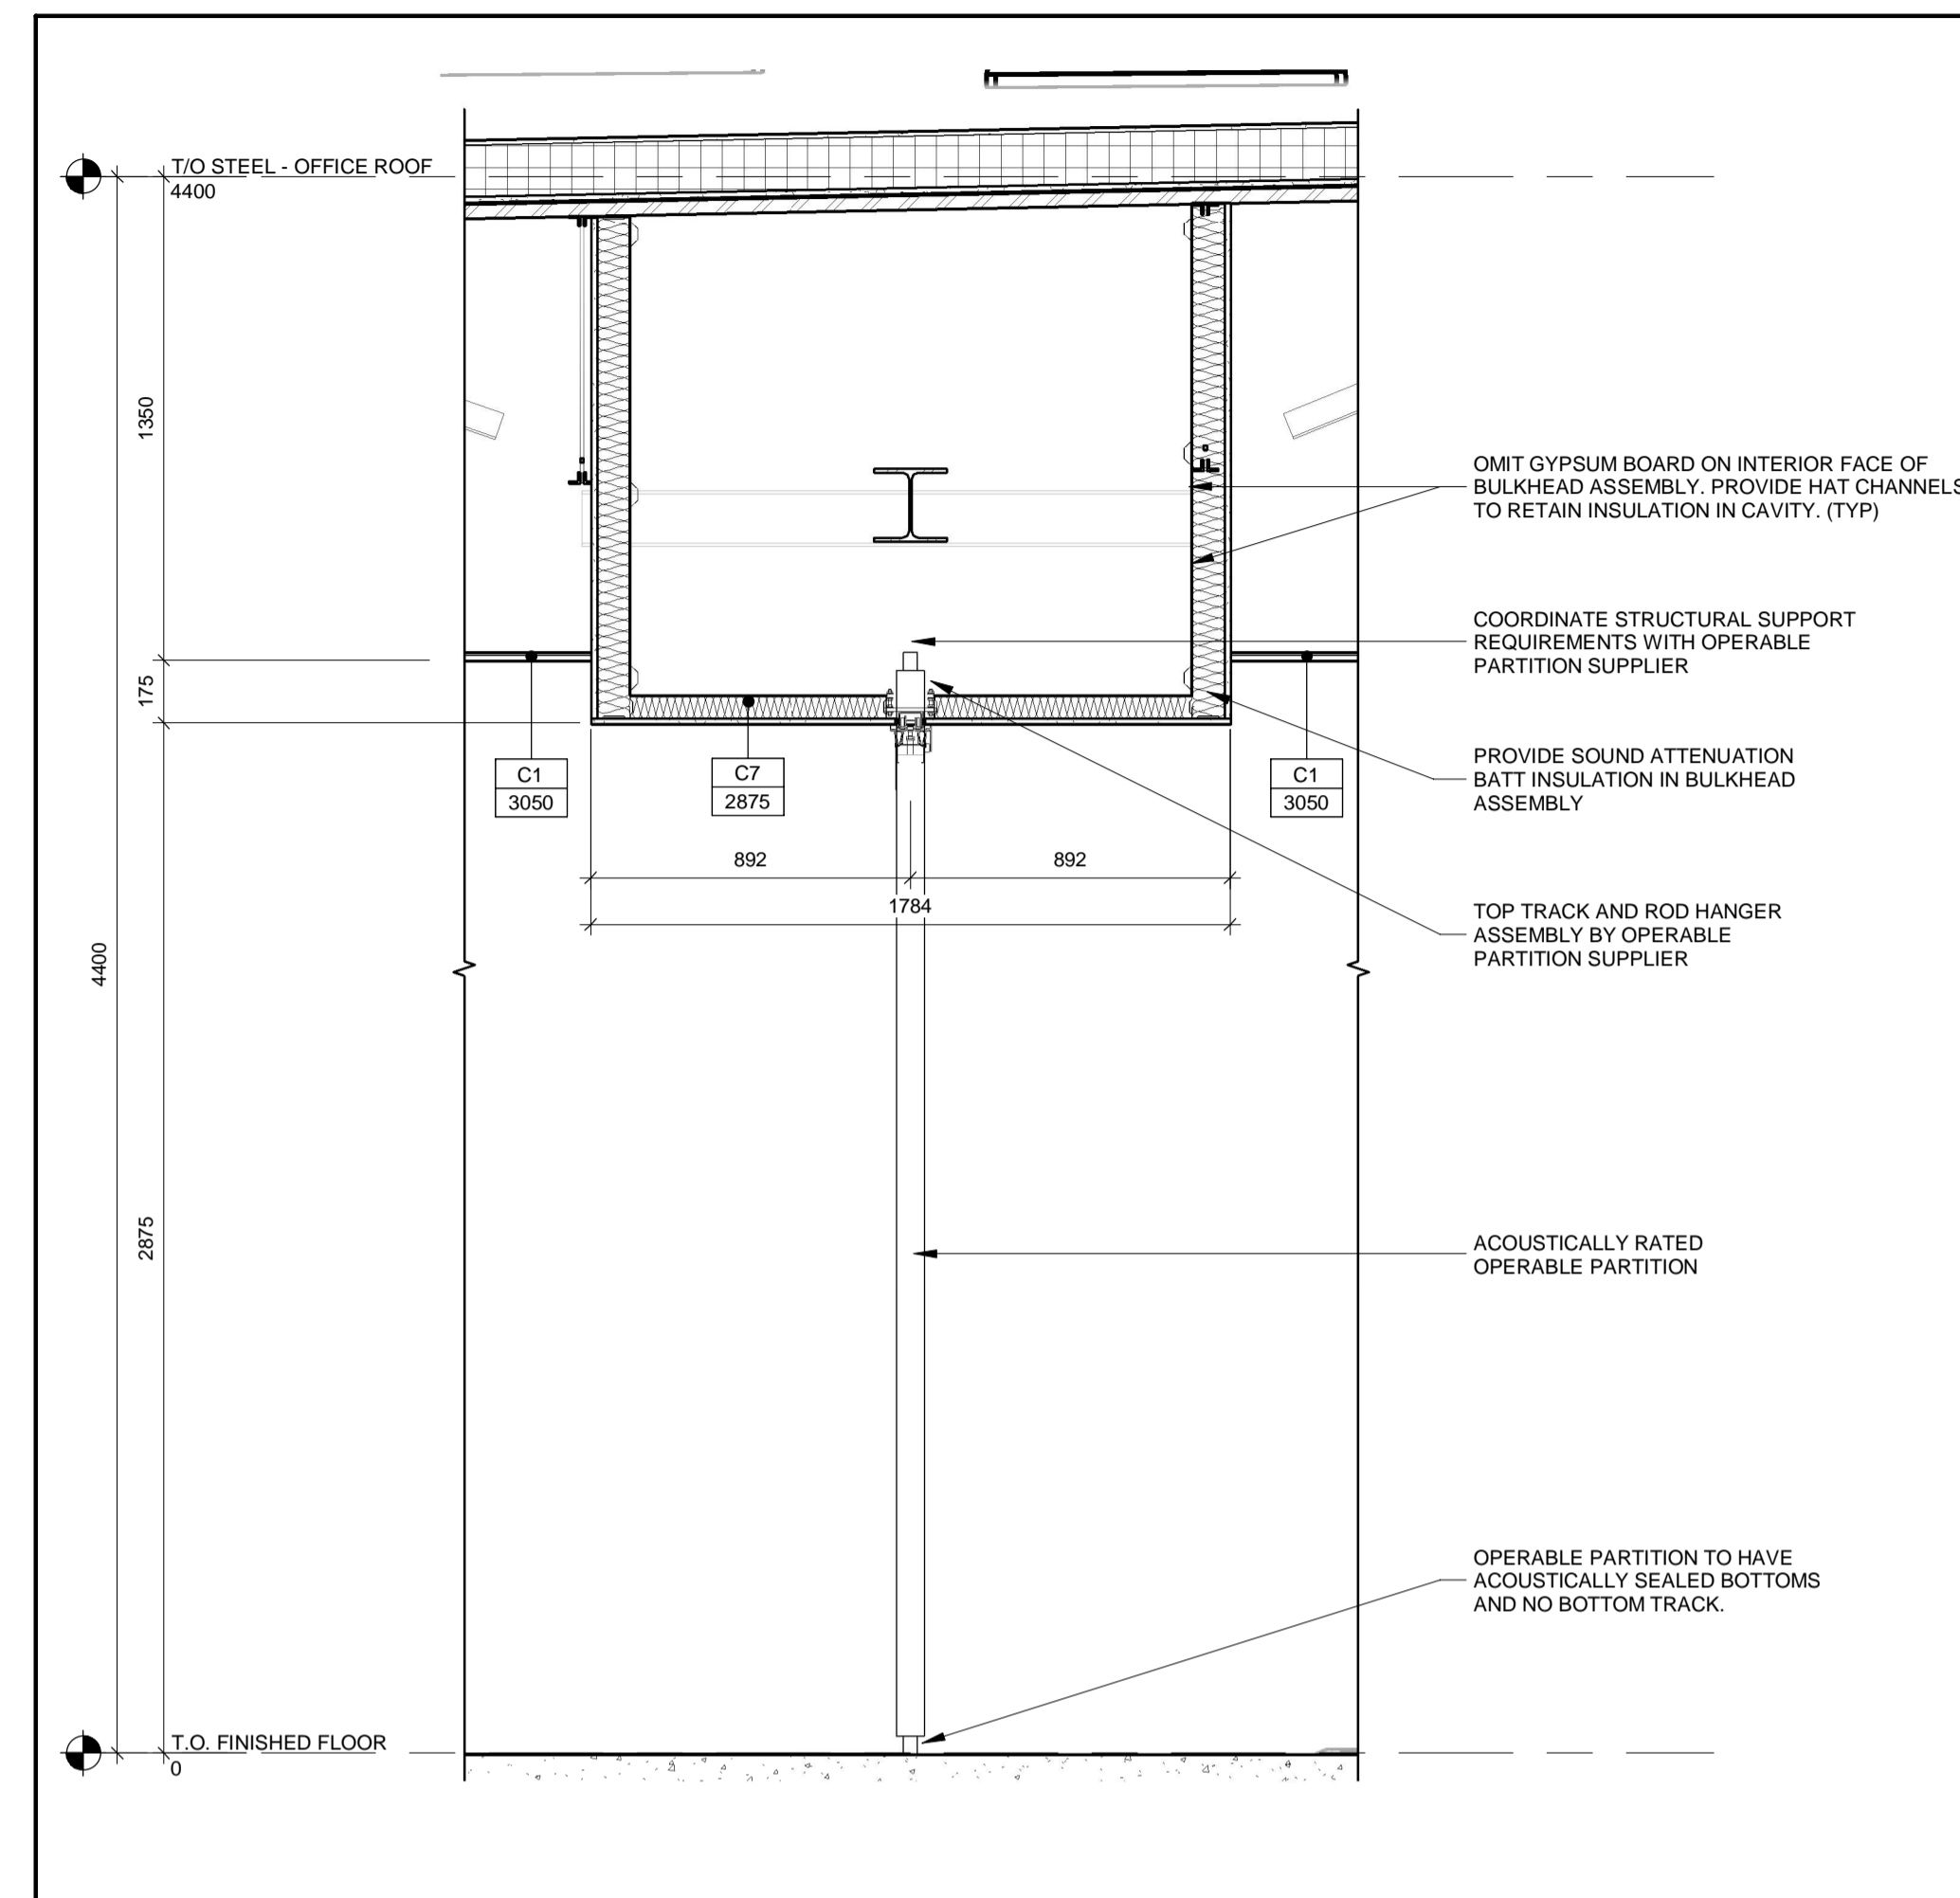 T/O STEEL - OFFICE ROOF
4400
1350
OMIT GYPSUM BOARD ON INTERIOR FACE OF
BULKHEAD ASSEMBLY. PROVIDE HAT CHANNELS
TO RETAIN INSULATION IN CAVITY. (TYP)
COORDINATE STRUCTURAL SUPPORT
REQUIREMENTS WITH OPERABLE
PARTITION SUPPLIER
175
C1
3050
C7
2875
C1
3050
PROVIDE SOUND ATTENUATION
BATT INSULATION IN BULKHEAD
ASSEMBLY
892
892
1784
TOP TRACK AND ROD HANGER
ASSEMBLY BY OPERABLE
PARTITION SUPPLIER
4400
2875
ACOUSTICALLY RATED
OPERABLE PARTITION
OPERABLE PARTITION TO HAVE
ACOUSTICALLY SEALED BOTTOMS
AND NO BOTTOM TRACK.
T.O. FINISHED FLOOR
0